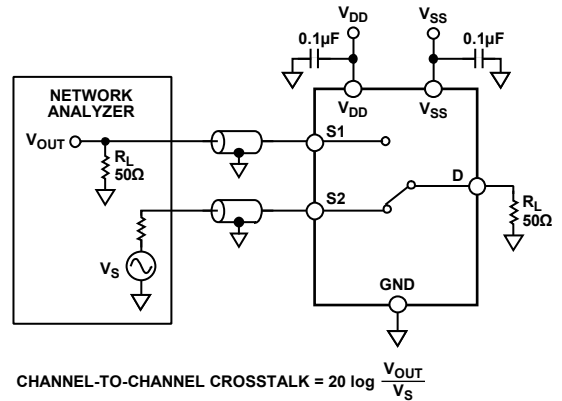 VDD
VSS
0.1µF
0.1µF
NETWORK
ANALYZER
VDD
VSS
VOUT
S1
RL
50Ω
D
S2
RL
50Ω
VS
GND
CHANNEL-TO-CHANNEL CROSSTALK = 20 log VOUT
VS